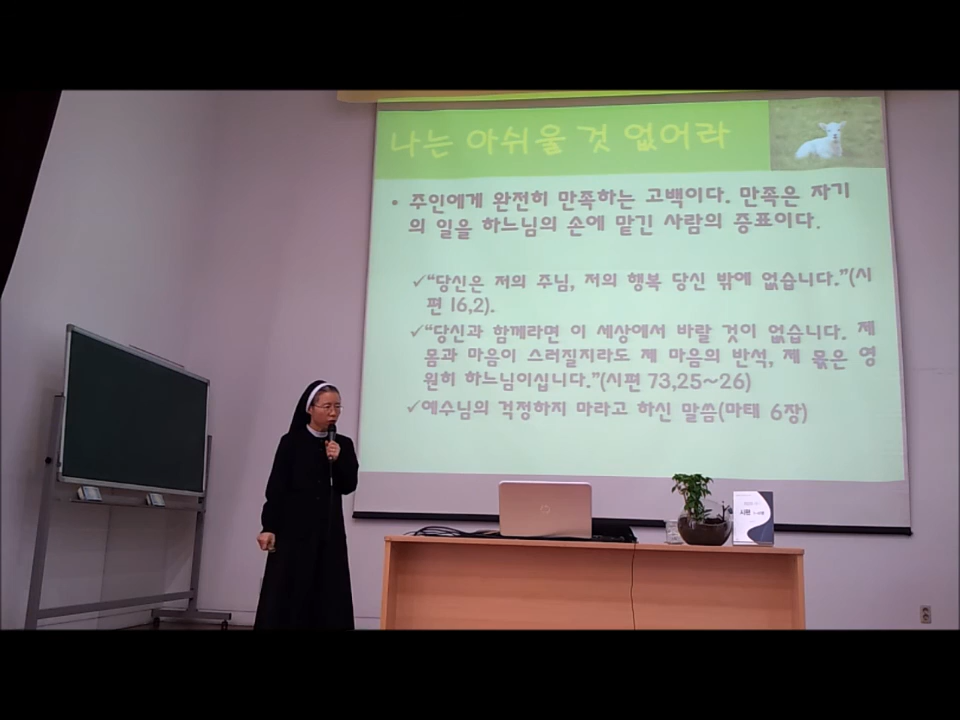 나는 아쉬울 것 없어라
• 주인에게 완전히 만족하는 고백이다. 만족은 자기
의 일을 하느님의 손에 맡긴 사람의 증표이다.
✓“당신은 저의 주님, 저의 행복 당신 밖에 없습니다.”(시
편 16,2).
✓“당신과 함께라면 이 세상에서 바랄 것이 없습니다. 제
몸과 마음이 스러질지라도 제 마음의 반석, 제 몫은 영
원히 하느님이십니다.”(시편 73,25~26)
✓예수님의 걱정하지 마라고 하신 말씀(마태 6장)
시편